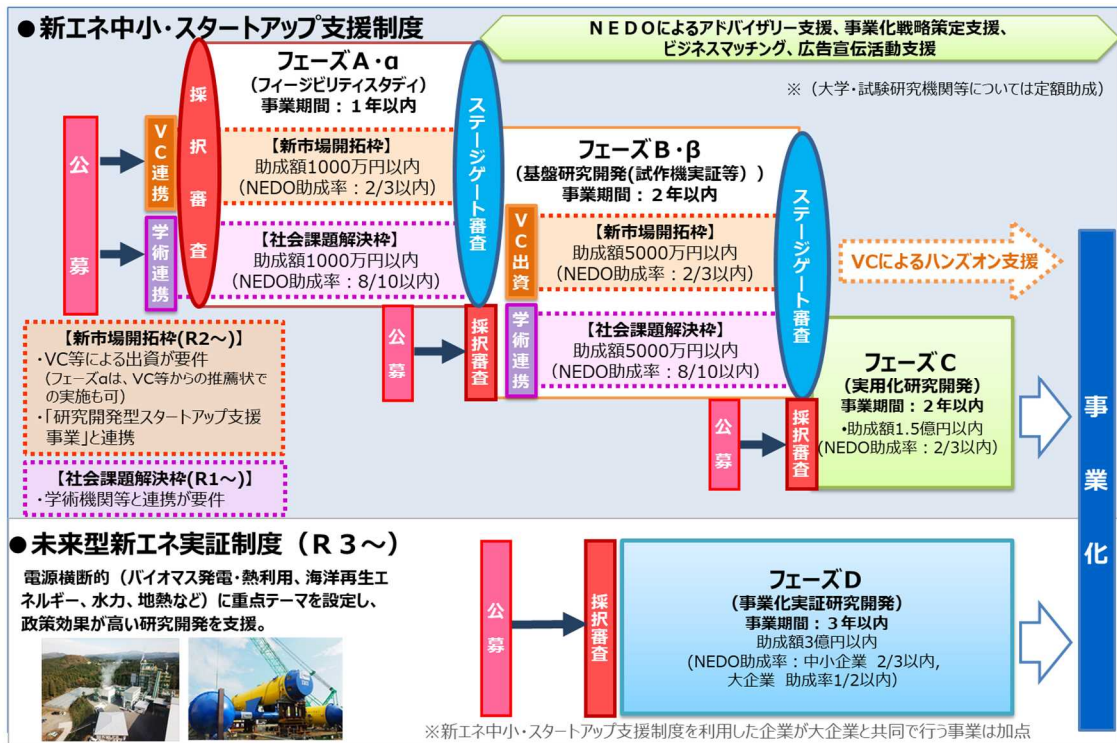 ●新エネ中小・スタートアップ支援制度
NEDOによるアドバイザリー支援、事業化戦略策定支援、
ビジネスマッチング、広告宣伝活動支援
※ (大学・試験研究機関等については定額助成)
公募
VC連携
学術連携
採択審査
フェーズA・α
(フィージビリティスタディ)
事業期間：１年以内
【新市場開拓枠】
助成額1000万円以内
(NEDO助成率：2/3以内)
【社会課題解決枠】
助成額1000万円以内
(NEDO助成率：8/10以内)
ステージゲート審査
公募
採択審査
フェーズB・β
(基盤研究開発(試作機実証等））
事業期間：２年以内
VC出資
【新市場開拓枠】
助成額5000万円以内
(NEDO助成率：2/3以内)
学術連携
【社会課題解決枠】
助成額5000万円以内
(NEDO助成率：8/10以内)
ステージゲート審査
公募
採択審査
VCによるハンズオン支援
フェーズC
(実用化研究開発)
事業期間：２年以内
・助成額1.5億円以内
(NEDO助成率：2/3以内)
事業化
【新市場開拓枠(R2～)】
・VC等による出資が要件
(フェーズαは、VC等からの推薦状で
の実施も可)
・「研究開発型スタートアップ支援
事業」と連携
【社会課題解決枠(R1～)】
・学術機関等と連携が要件
●未来型新エネ実証制度（R３～）
電源横断的（バイオマス発電・熱利用、海洋再生エ
ネルギー、水力、地熱など）に重点テーマを設定し、
政策効果が高い研究開発を支援。
公募
採択審査
フェーズD
(事業化実証研究開発)
事業期間：３年以内
助成額3億円以内
(NEDO助成率：中小企業 2/3以内,
大企業 助成率1/2以内)
※新エネ中小・スタートアップ支援制度を利用した企業が大企業と共同で行う事業は加点